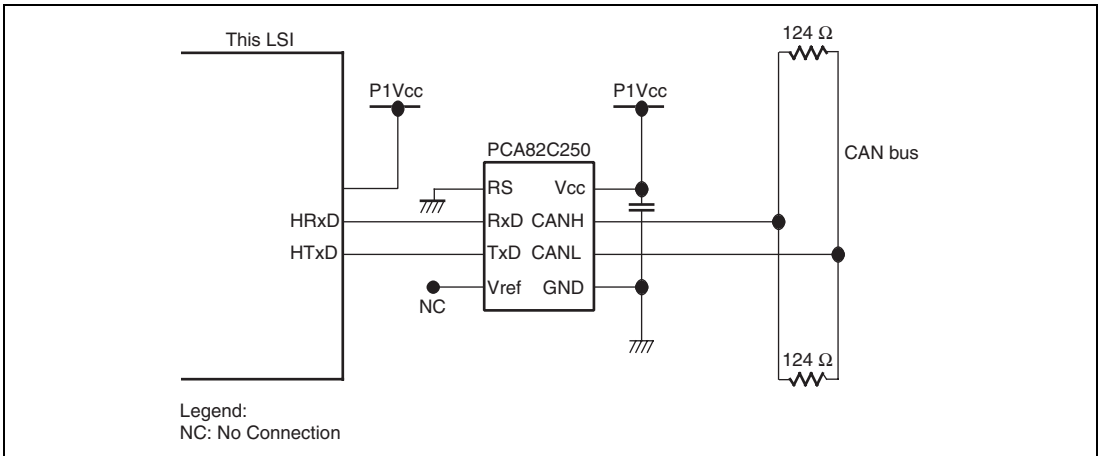 This LSI
124 Ω
P1Vcc
P1Vcc
PCA82C250
CAN bus
RS Vcc
HRxD RxD CANH
HTxD TxD CANL
Vref GND
NC
124 Ω
Legend:
NC: No Connection